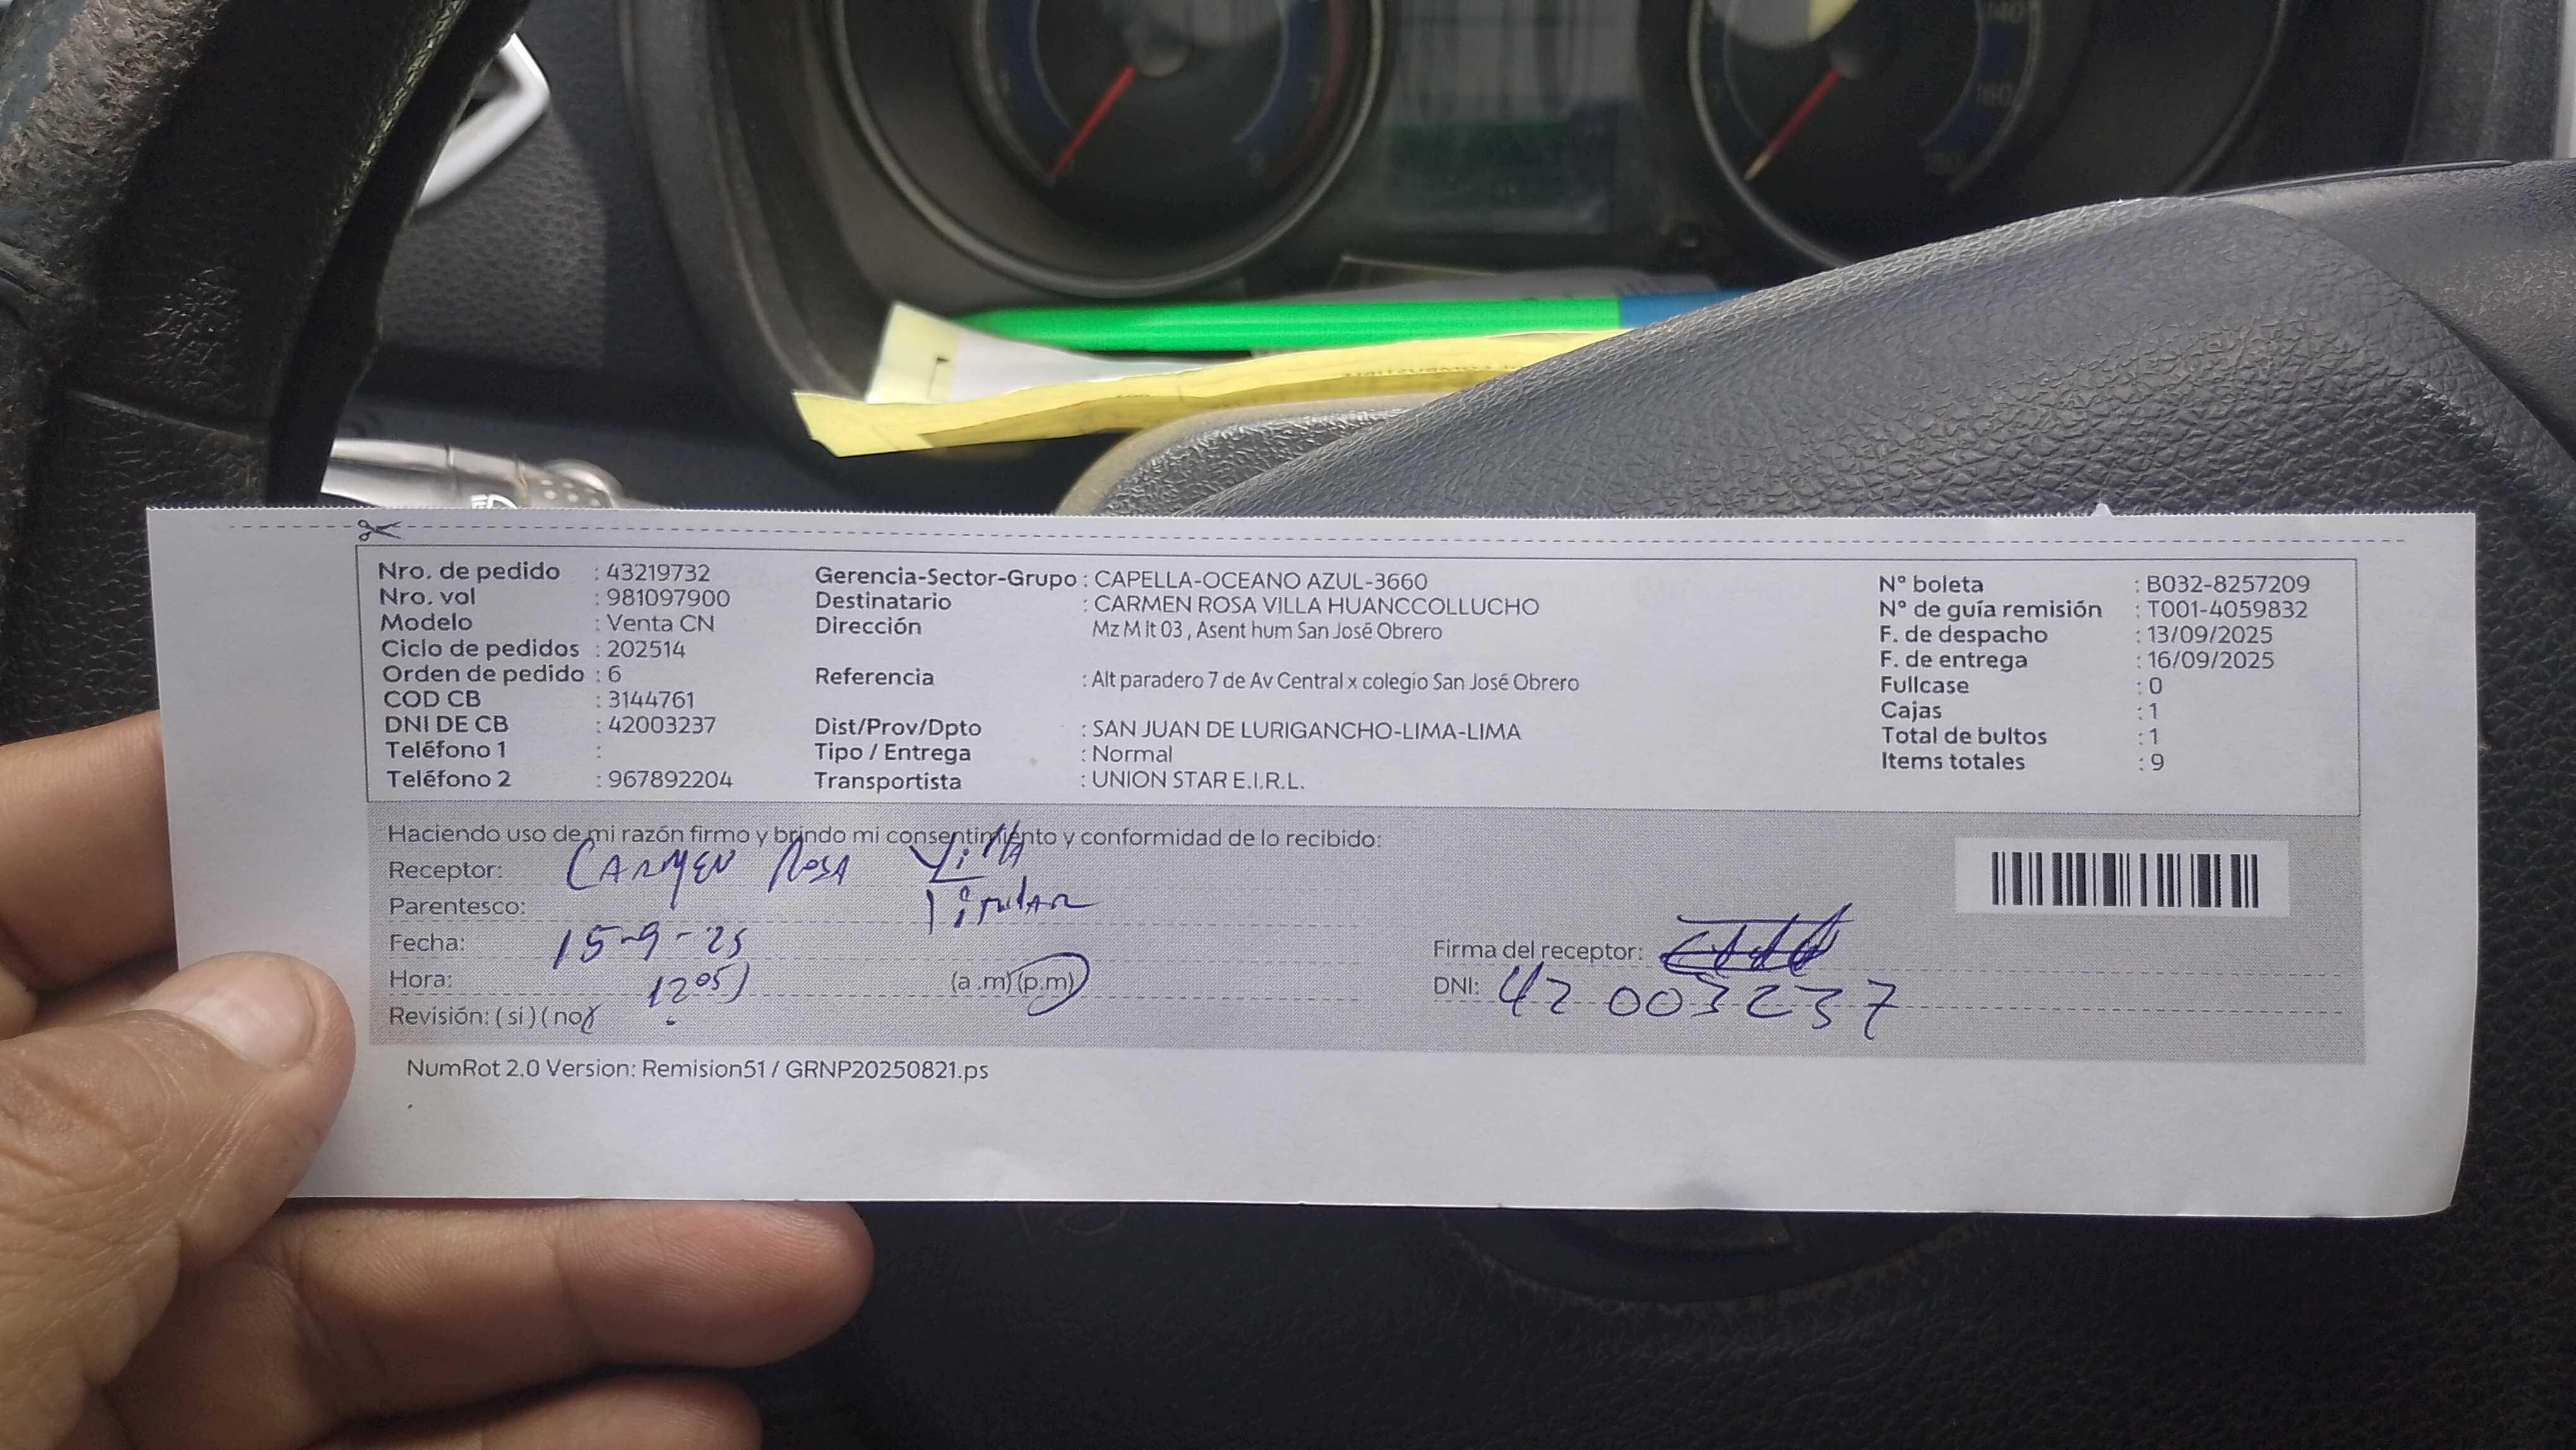 Nro. de pedido : 43219732
Nro. vol : 981097900
Modelo : Venta CN
Ciclo de pedidos : 202514
Orden de pedido : 6
COD CB : 3144761
DNI DE CB : 42003237
Teléfono 1 :
Teléfono 2 : 967892204
Gerencia-Sector-Grupo : CAPELLA-OCEANO AZUL-3660
Destinatario : CARMEN ROSA VILLA HUANCCOLLUCHO
Dirección Mz M lt 03 , Asent hum San José Obrero
Referencia : Alt paradero 7 de Av Central x colegio San José Obrero
Dist/Prov/Dpto : SAN JUAN DE LURIGANCHO-LIMA-LIMA
Tipo / Entrega : Normal
Transportista : UNION STAR E.I.R.L.
N° boleta : B032-8257209
N° de guía remisión : T001-4059832
F. de despacho : 13/09/2025
F. de entrega : 16/09/2025
Fullcase : 0
Cajas : 1
Total de bultos : 1
Items totales : 9
Haciendo uso de mi razón firmo y brindo mi consentimiento y conformidad de lo recibido:
Receptor: CARMEN ROSA Villa
Parentesco: Titular
Fecha: 15-9-25
Hora: 1205 (a .m) (p.m)
Revisión: ( si ) ( no )
Firma del receptor:
DNI: 42003237
NumRot 2.0 Version: Remision51 / GRNP20250821.ps
140
160
180